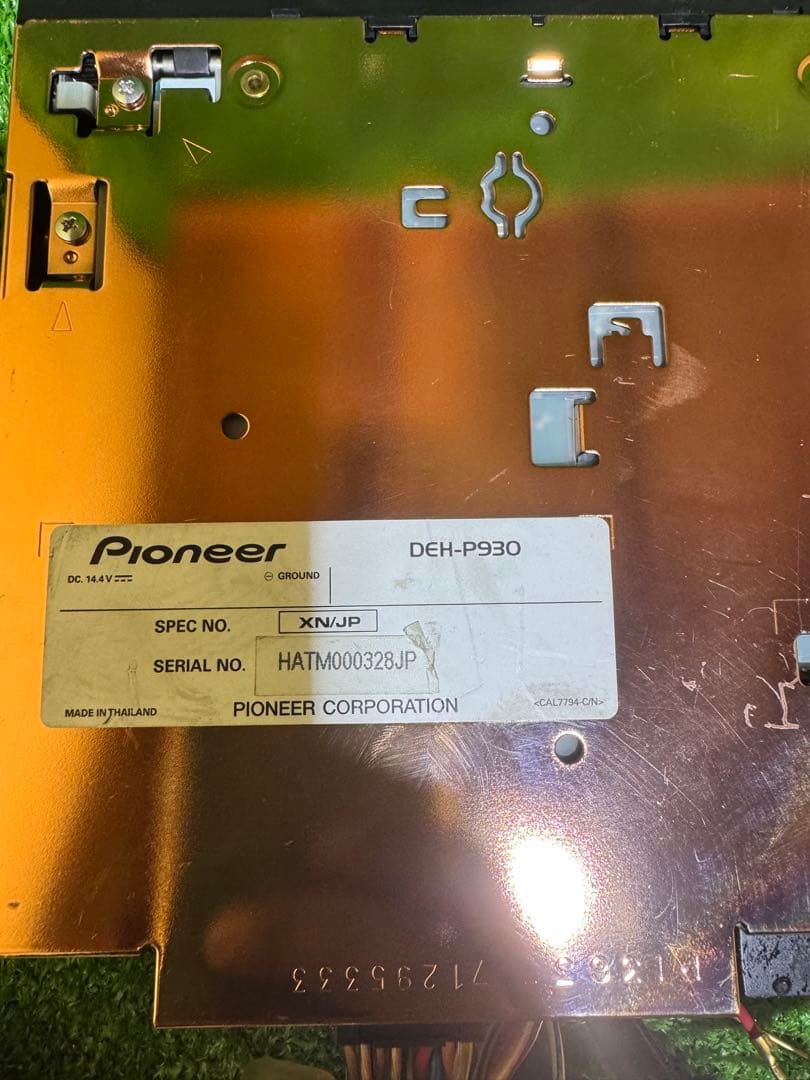 Pioneer
DEH-P930
DC. 14.4V ⎓
⊖ GROUND
SPEC NO. XN/JP
SERIAL NO. HATM000328JP
MADE IN THAILAND PIONEER CORPORATION <CAL7794-C/N>
71295333